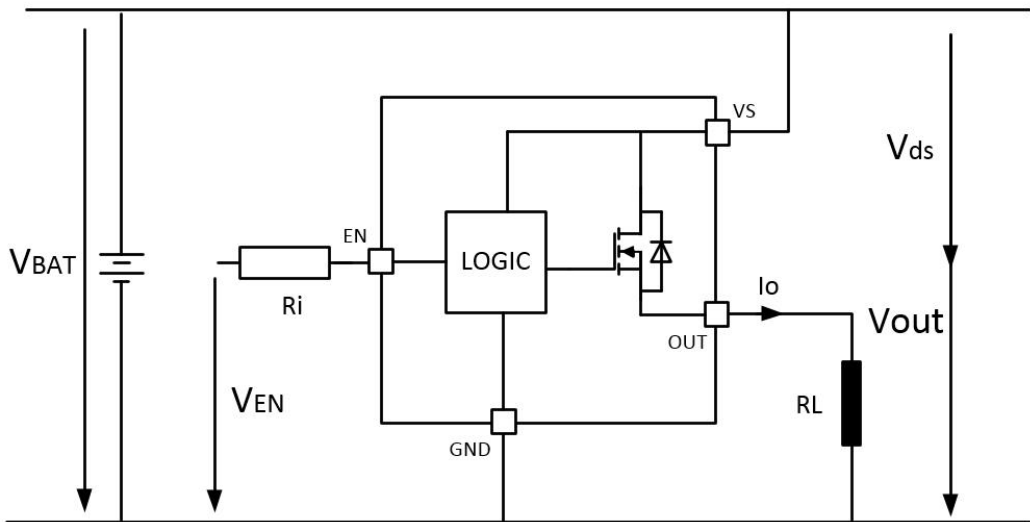 VS
Vds
EN
VBAT
LOGIC
Ri
Io
Vout
OUT
VEN
RL
GND